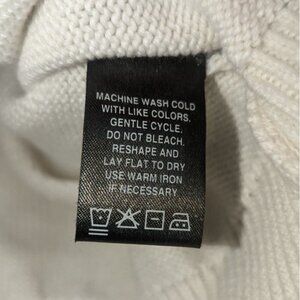 MACHINE WASH COLD
WITH LIKE COLORS,
GENTLE CYCLE.
DO NOT BLEACH.
RESHAPE AND
LAY FLAT TO DRY
USE WARM IRON
IF NECESSARY